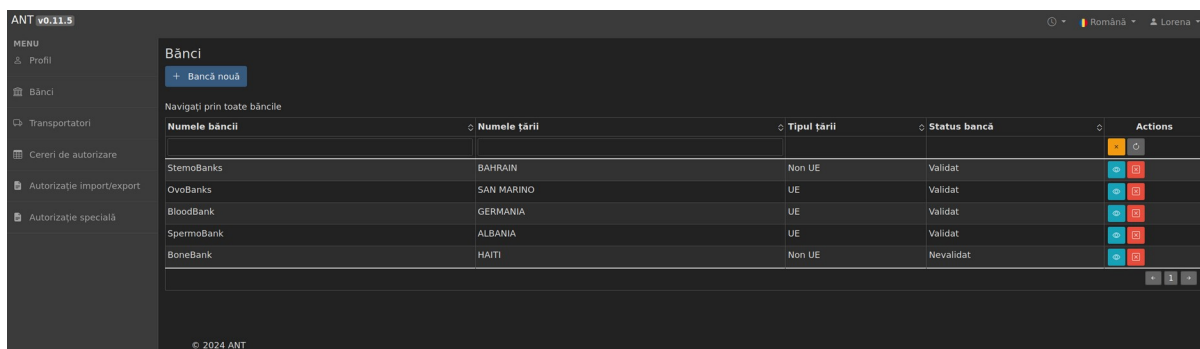 ANT v0.11.5
Română
Lorena
MENU
Profil
Bănci
Transportatori
Cereri de autorizare
Autorizație import/export
Autorizație specială
Bănci
+ Bancă nouă
Navigați prin toate băncile
Numele băncii Numele țării Tipul țării Status bancă Actions
StemoBanks BAHRAIN Non UE Validat
OvoBanks SAN MARINO UE Validat
BloodBank GERMANIA UE Validat
SpermoBank ALBANIA UE Validat
BoneBank HAITI Non UE Nevalidat
1
© 2024 ANT